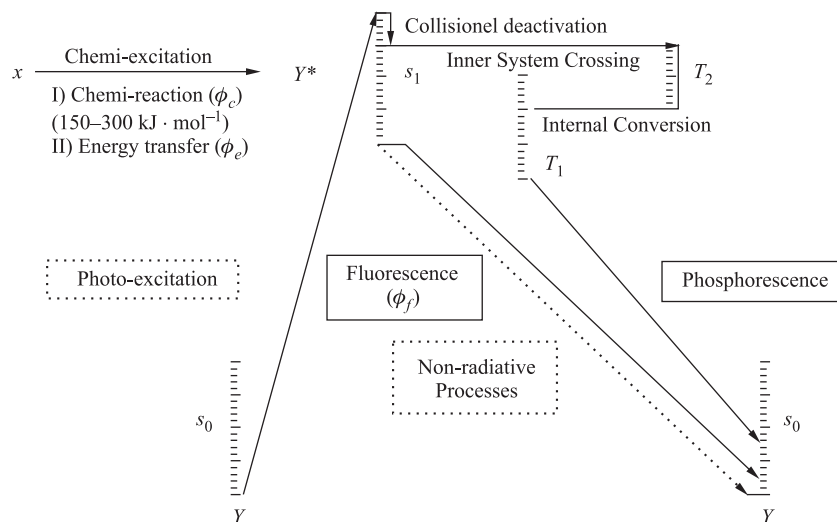 Collisionel deactivation
Chemi-excitation
x
Y*
s₁
Inner System Crossing
T₂
I) Chemi-reaction (ϕc)
(150–300 kJ · mol⁻¹)
II) Energy transfer (ϕe)
Internal Conversion
T₁
Photo-excitation
Fluorescence
(ϕf)
Phosphorescence
Non-radiative
Processes
s₀
s₀
Y
Y